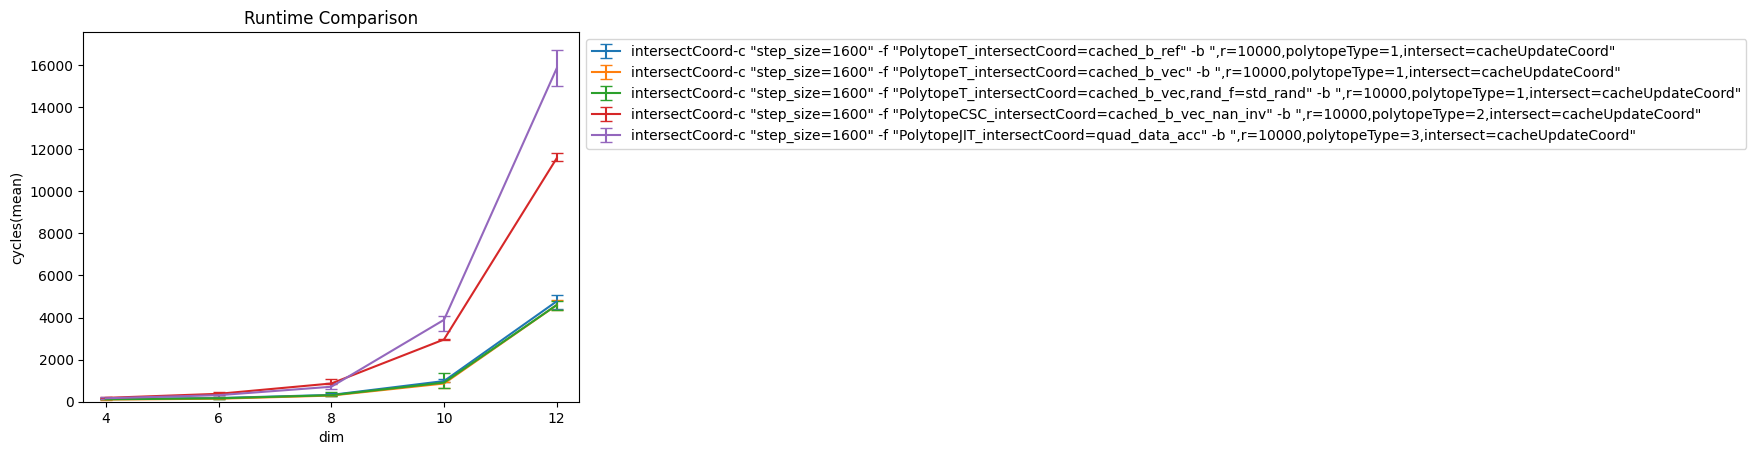 Runtime Comparison
intersectCoord-c "step_size=1600" -f "PolytopeT_intersectCoord=cached_b_ref" -b ",r=10000,polytopeType=1,intersect=cacheUpdateCoord"
intersectCoord-c "step_size=1600" -f "PolytopeT_intersectCoord=cached_b_vec" -b ",r=10000,polytopeType=1,intersect=cacheUpdateCoord"
intersectCoord-c "step_size=1600" -f "PolytopeT_intersectCoord=cached_b_vec,rand_f=std_rand" -b ",r=10000,polytopeType=1,intersect=cacheUpdateCoord"
intersectCoord-c "step_size=1600" -f "PolytopeCSC_intersectCoord=cached_b_vec_nan_inv" -b ",r=10000,polytopeType=2,intersect=cacheUpdateCoord"
intersectCoord-c "step_size=1600" -f "PolytopeJIT_intersectCoord=quad_data_acc" -b ",r=10000,polytopeType=3,intersect=cacheUpdateCoord"
cycles(mean)
16000
14000
12000
10000
8000
6000
4000
2000
0
4 6 8 10 12
dim